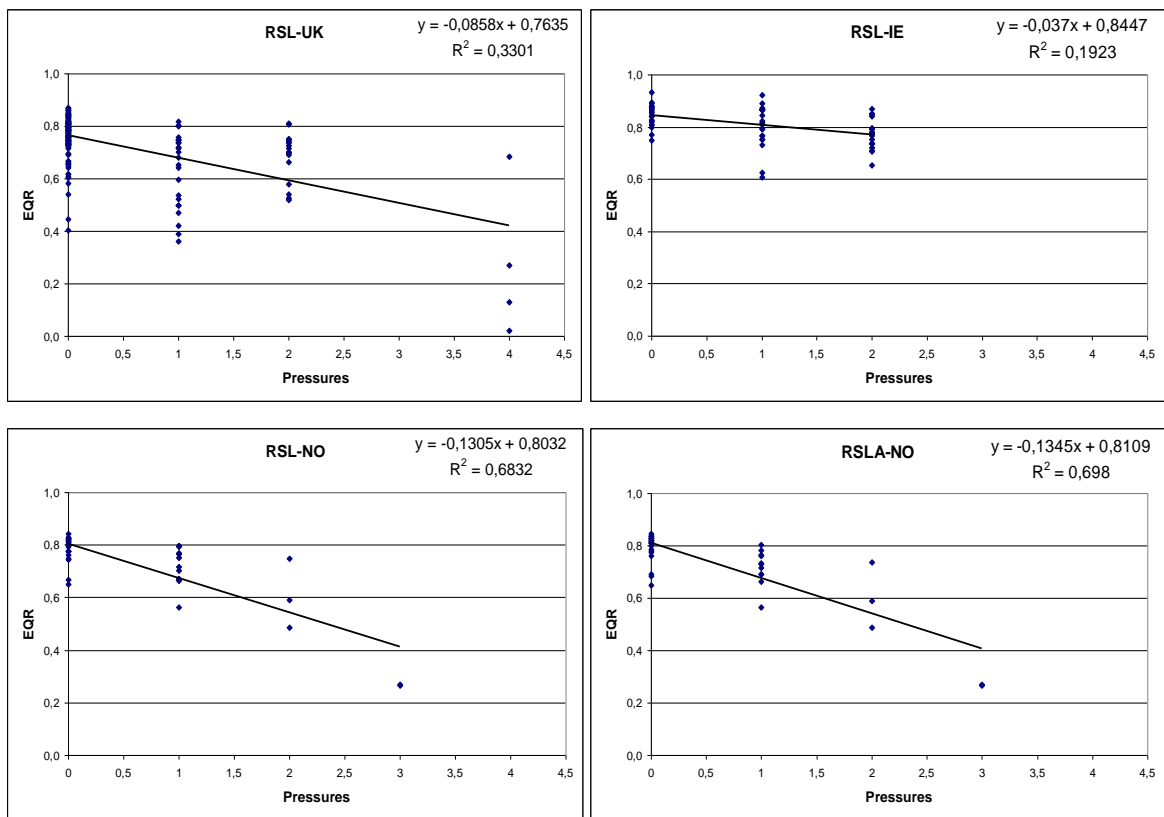 RSL-UK
y = -0,0858x + 0,7635
R² = 0,3301
1,0
0,8
0,6
0,4
0,2
0,0
EQR
0 0,5 1 1,5 2 2,5 3 3,5 4 4,5
Pressures
RSL-IE
y = -0,037x + 0,8447
R² = 0,1923
1,0
0,8
0,6
0,4
0,2
0,0
EQR
0 0,5 1 1,5 2 2,5 3 3,5 4 4,5
Pressures
RSL-NO
y = -0,1305x + 0,8032
R² = 0,6832
1,0
0,8
0,6
0,4
0,2
0,0
EQR
0 0,5 1 1,5 2 2,5 3 3,5 4 4,5
Pressures
RSLA-NO
y = -0,1345x + 0,8109
R² = 0,698
1,0
0,8
0,6
0,4
0,2
0,0
EQR
0 0,5 1 1,5 2 2,5 3 3,5 4 4,5
Pressures